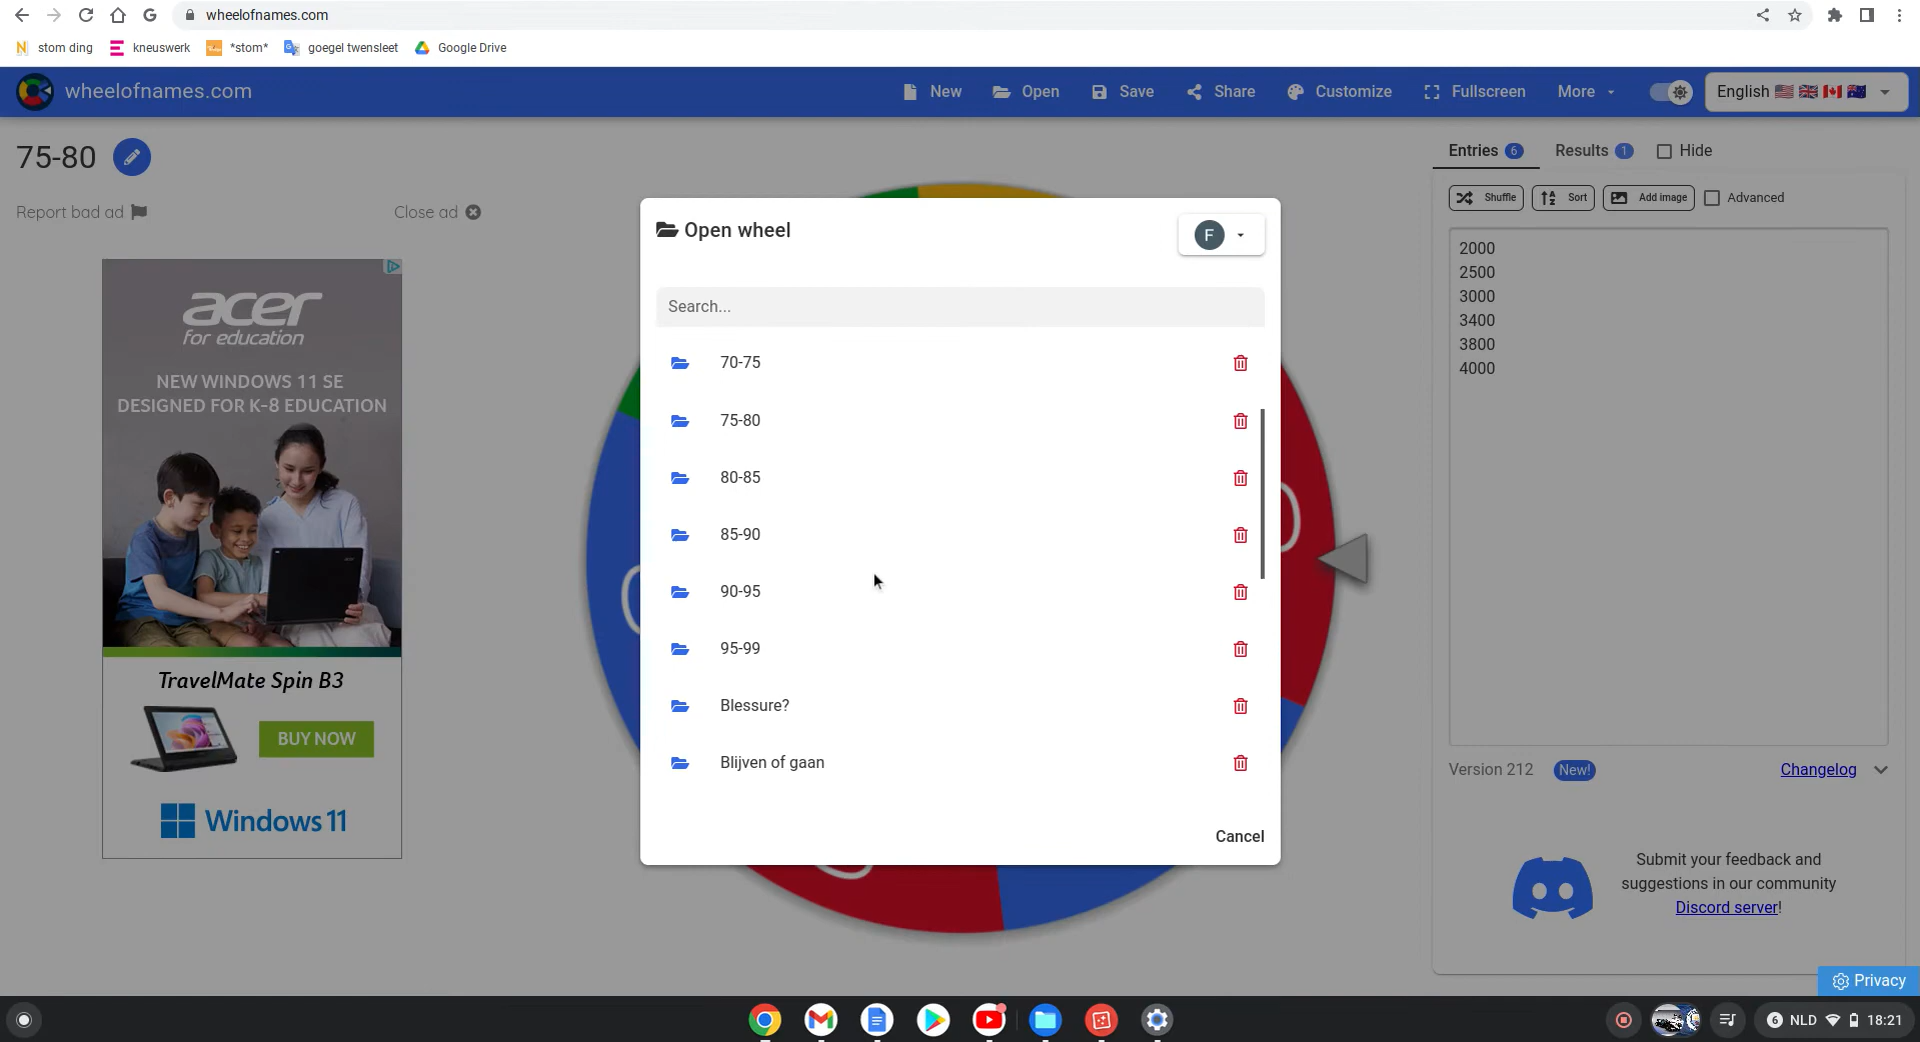 wheelofnames.com
stom ding
kneuswerk
*stom*
goegel twensleet
Google Drive
wheelofnames.com
New
Open
Save
Share
Customize
Fullscreen
More
English
75-80
Report bad ad
Close ad
acer
for education
NEW WINDOWS 11 SE
DESIGNED FOR K-8 EDUCATION
TravelMate Spin B3
BUY NOW
Windows 11
Open wheel
F
Search...
70-75
75-80
80-85
85-90
90-95
95-99
Blessure?
Blijven of gaan
Cancel
Entries 6
Results 1
Hide
Shuffle
Sort
Add image
Advanced
2000
2500
3000
3400
3800
4000
Version 212
New!
Changelog
Submit your feedback and
suggestions in our community
Discord server!
Privacy
6 NLD 18:21